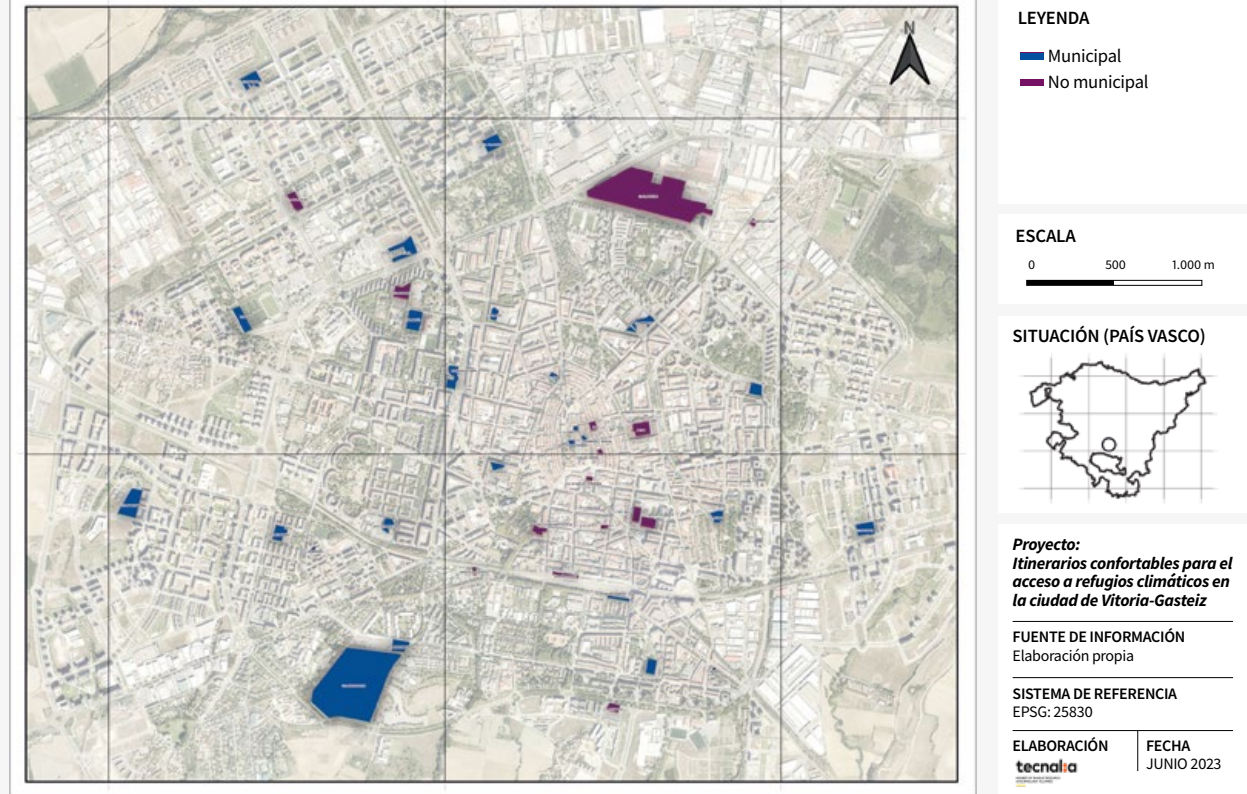 N
LEYENDA
Municipal
No municipal
ESCALA
0 500 1.000 m
SITUACIÓN (PAÍS VASCO)
Proyecto:
Itinerarios confortables para el
acceso a refugios climáticos en
la ciudad de Vitoria-Gasteiz
FUENTE DE INFORMACIÓN
Elaboración propia
SISTEMA DE REFERENCIA
EPSG: 25830
ELABORACIÓN
tecnalia
FECHA
JUNIO 2023